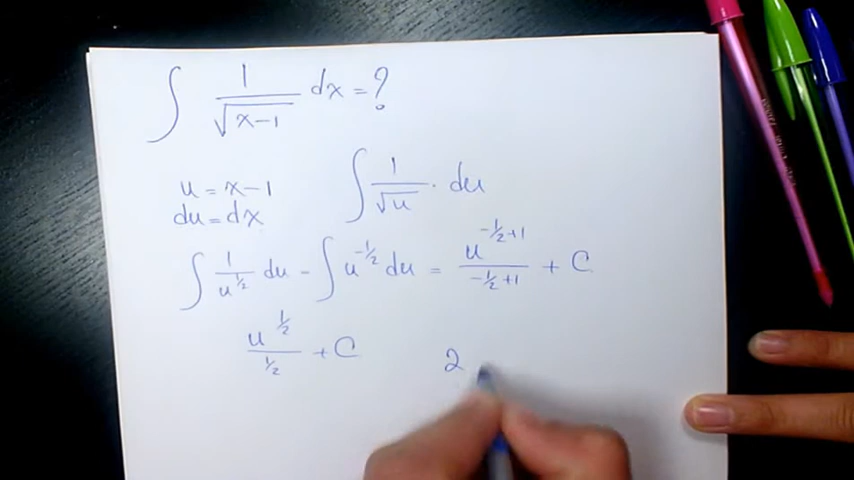 ∫ 1/√(x-1) dx = ?
u = x-1 ∫ 1/√u · du
du = dx
∫ 1/u^(1/2) du - ∫ u^(-1/2) du = u^(-1/2+1)/(-1/2+1) + C
u^(1/2)/(1/2) + C 2